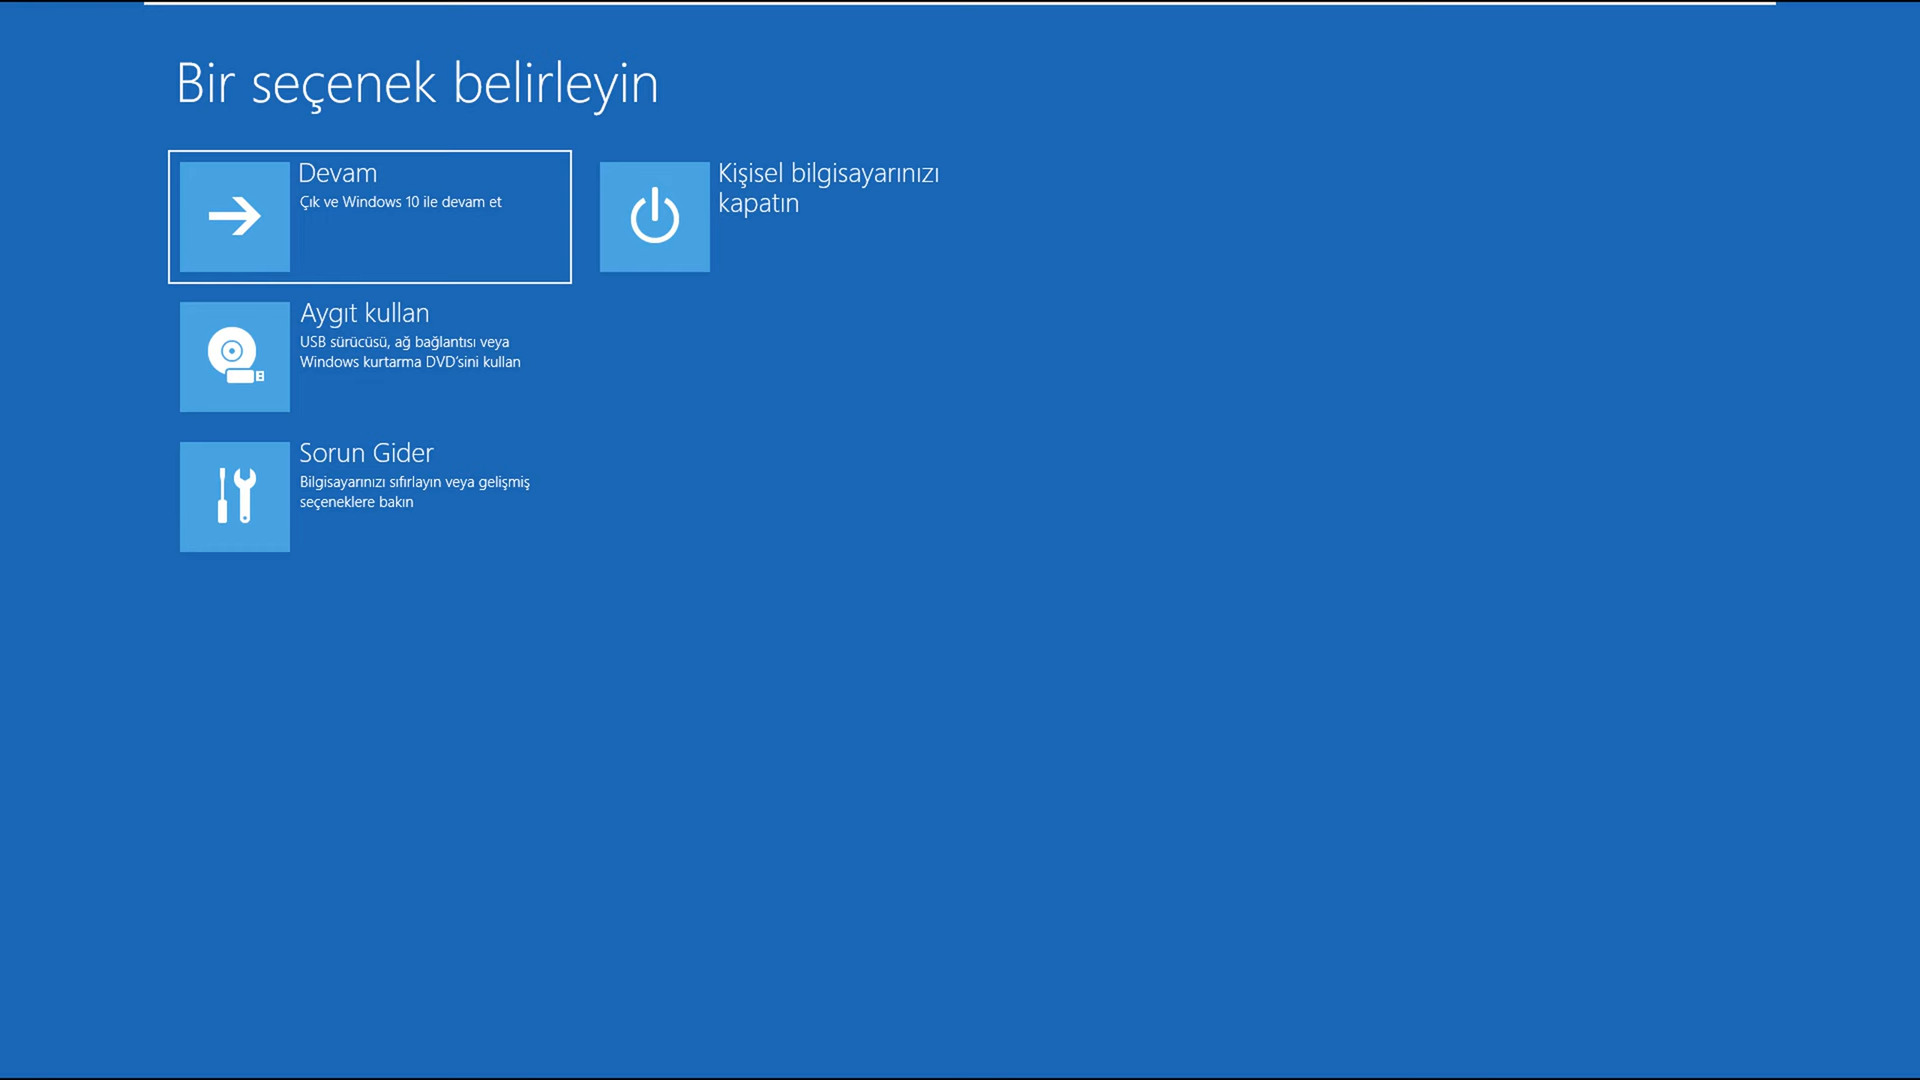 Bir seçenek belirleyin
Devam
Çık ve Windows 10 ile devam et
Kişisel bilgisayarınızı
kapatın
Aygıt kullan
USB sürücüsü, ağ bağlantısı veya
Windows kurtarma DVD'sini kullan
Sorun Gider
Bilgisayarınızı sıfırlayın veya gelişmiş
seçeneklere bakın